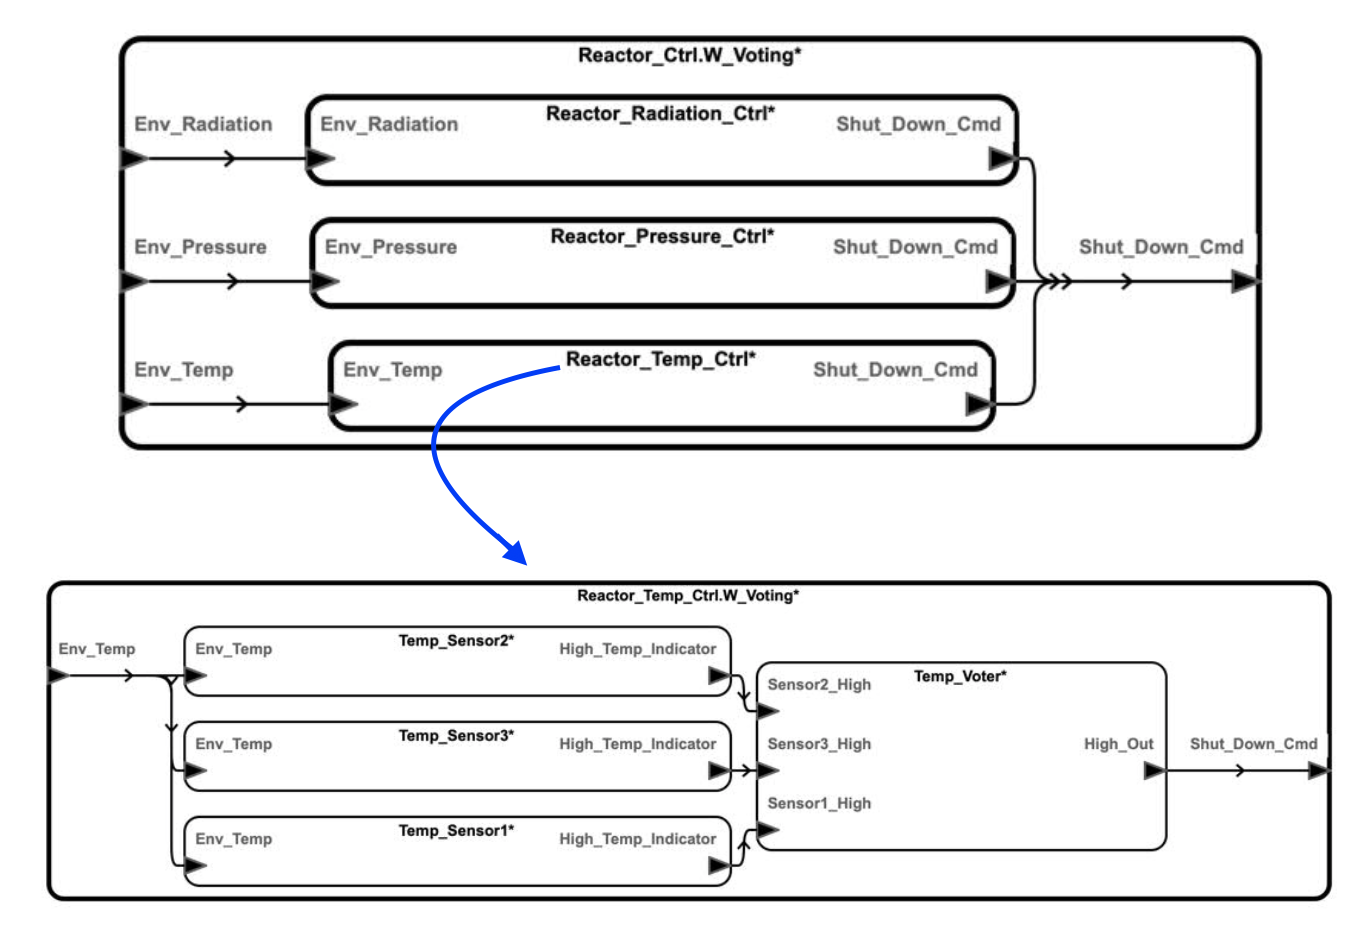 Reactor_Ctrl.W_Voting*
Env_Radiation
Env_Radiation
Reactor_Radiation_Ctrl*
Shut_Down_Cmd
Env_Pressure
Env_Pressure
Reactor_Pressure_Ctrl*
Shut_Down_Cmd
Shut_Down_Cmd
Env_Temp
Env_Temp
Reactor_Temp_Ctrl*
Shut_Down_Cmd
Reactor_Temp_Ctrl.W_Voting*
Env_Temp
Env_Temp
Temp_Sensor2*
High_Temp_Indicator
Sensor2_High
Temp_Voter*
Env_Temp
Temp_Sensor3*
High_Temp_Indicator
Sensor3_High
High_Out
Shut_Down_Cmd
Sensor1_High
Env_Temp
Temp_Sensor1*
High_Temp_Indicator